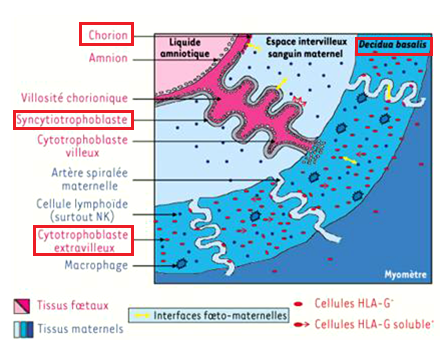 Chorion
Amnion
Villosité chorionique
Syncytiotrophoblaste
Cytotrophoblaste
villeux
Artère spiralée
maternelle
Cellule lymphoïde
(surtout NK)
Cytotrophoblaste
extravilleux
Macrophage
Liquide
amniotique
Espace intervilleux
sanguin maternel
Decidua basalis
Myomètre
Tissus fœtaux
Tissus maternels
Interfaces fœto-maternelles
Cellules HLA-G⁺
Cellules HLA-G soluble⁺